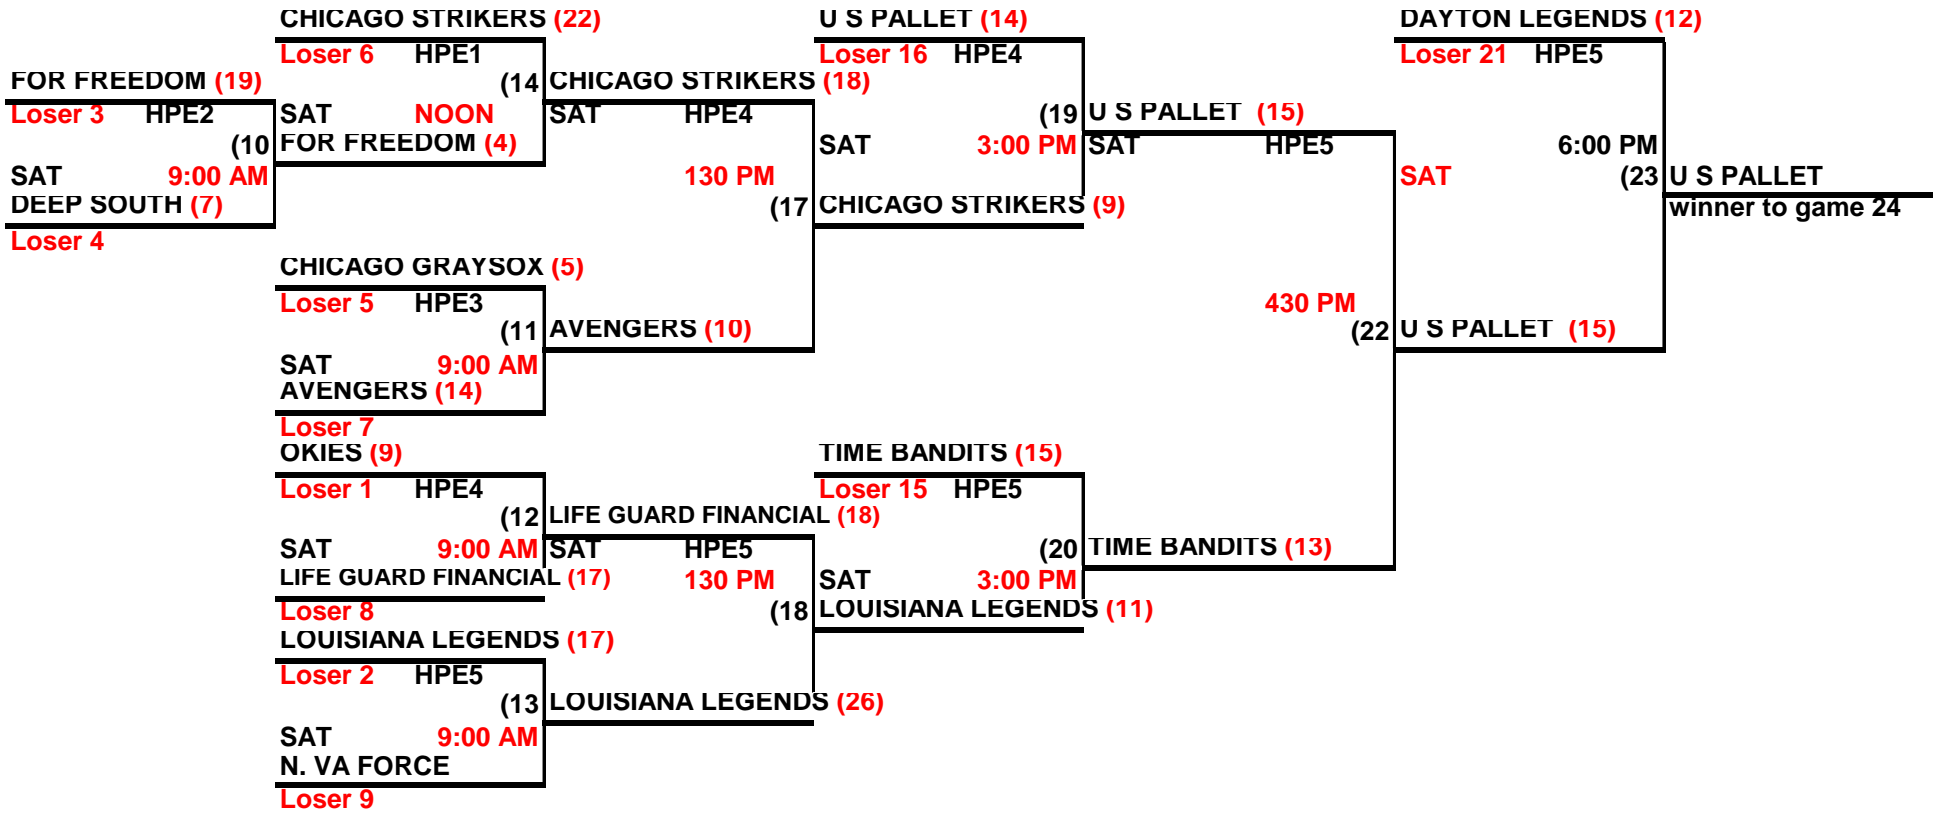 CHICAGO STRIKERS (22)
U S PALLET (14)
DAYTON LEGENDS (12)
Loser 6 HPE1
Loser 16 HPE4
Loser 21 HPE5
FOR FREEDOM (19)
(14 CHICAGO STRIKERS (18)
Loser 3 HPE2
SAT NOON
SAT HPE4
(19 U S PALLET (15)
(10 FOR FREEDOM (4)
SAT 3:00 PM
SAT HPE5
6:00 PM
SAT 9:00 AM
130 PM
SAT
(23 U S PALLET
DEEP SOUTH (7)
(17 CHICAGO STRIKERS (9)
winner to game 24
Loser 4
CHICAGO GRAYSOX (5)
Loser 5 HPE3
430 PM
(11 AVENGERS (10)
(22 U S PALLET (15)
SAT 9:00 AM
AVENGERS (14)
Loser 7
OKIES (9)
TIME BANDITS (15)
Loser 1 HPE4
Loser 15 HPE5
(12 LIFE GUARD FINANCIAL (18)
SAT 9:00 AM
SAT HPE5
(20 TIME BANDITS (13)
LIFE GUARD FINANCIAL (17)
130 PM
SAT 3:00 PM
Loser 8
(18 LOUISIANA LEGENDS (11)
LOUISIANA LEGENDS (17)
Loser 2 HPE5
(13 LOUISIANA LEGENDS (26)
SAT 9:00 AM
N. VA FORCE
Loser 9